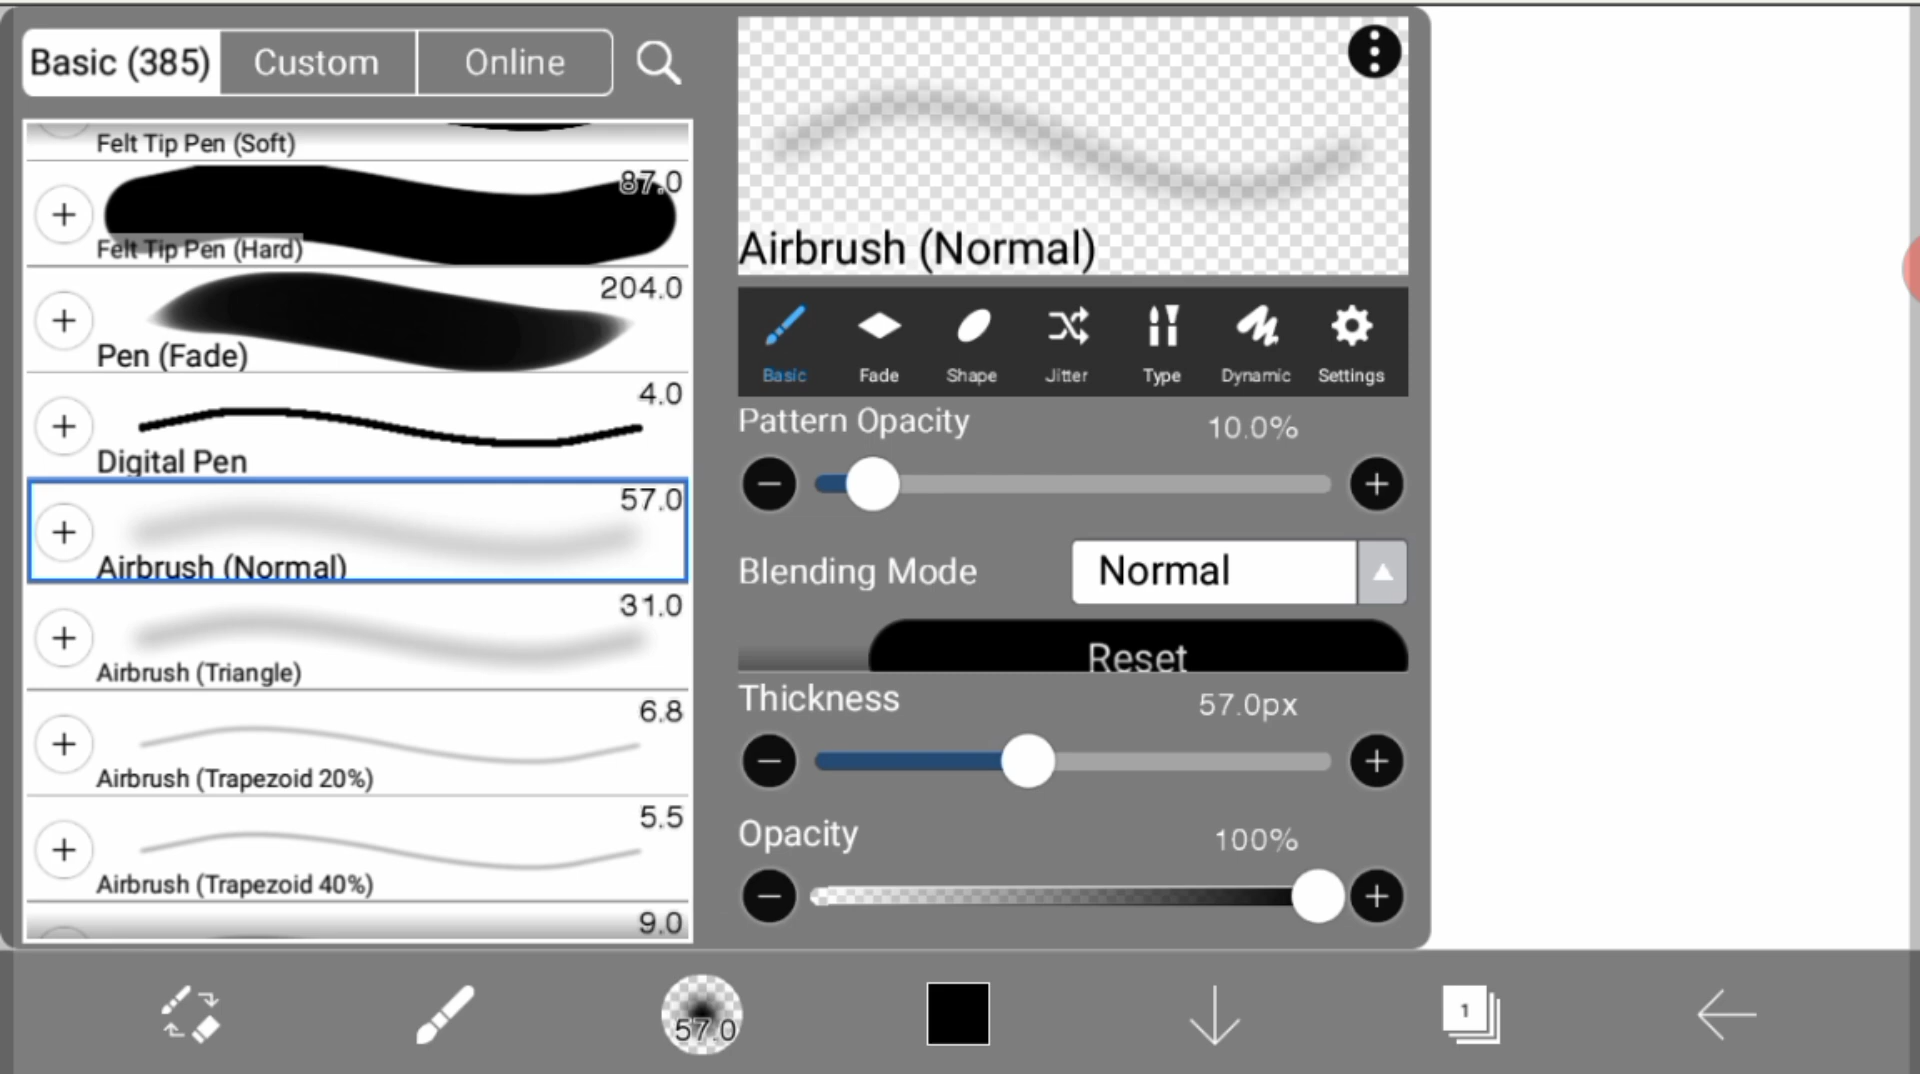 Basic (385)
Custom
Online
Felt Tip Pen (Soft)
87.0
Felt Tip Pen (Hard)
204.0
Pen (Fade)
4.0
Digital Pen
57.0
Airbrush (Normal)
31.0
Airbrush (Triangle)
6.8
Airbrush (Trapezoid 20%)
5.5
Airbrush (Trapezoid 40%)
9.0
Airbrush (Normal)
Basic
Fade
Shape
Jitter
Type
Dynamic
Settings
Pattern Opacity
10.0%
Blending Mode
Normal
Reset
Thickness
57.0px
Opacity
100%
57.0
1